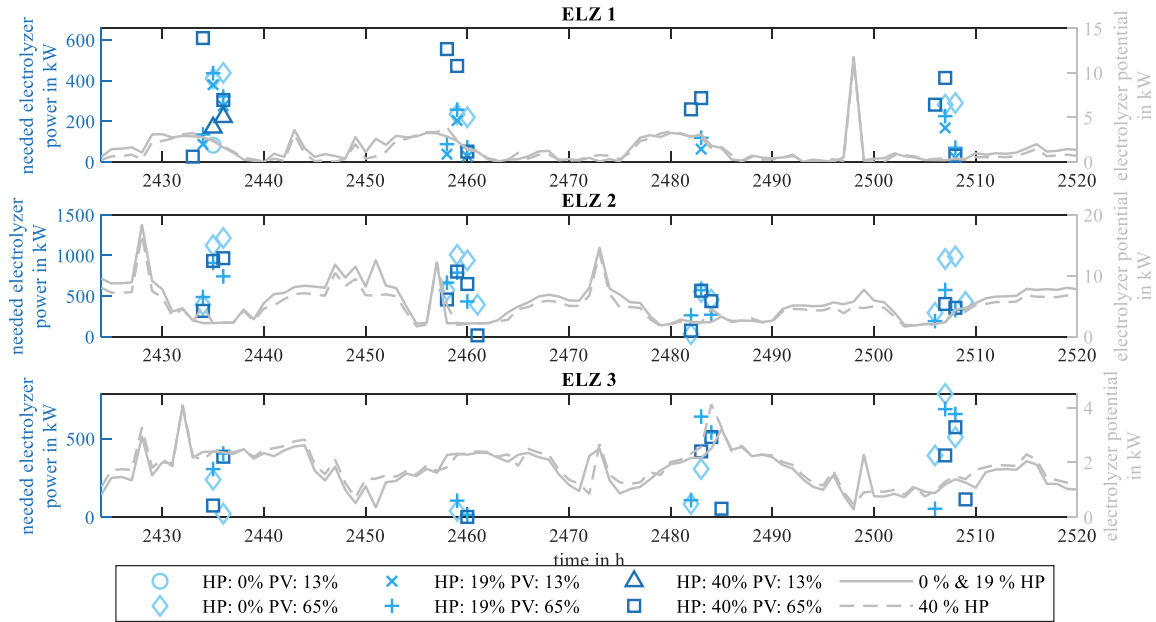 ELZ 1
needed electrolyzer
power in kW
600
400
200
0
15
10
5
0
electrolyzer potential
in kW
2430 2440 2450 2460 2470 2480 2490 2500 2510 2520
ELZ 2
needed electrolyzer
power in kW
1500
1000
500
0
20
10
0
electrolyzer potential
in kW
2430 2440 2450 2460 2470 2480 2490 2500 2510 2520
ELZ 3
needed electrolyzer
power in kW
500
0
4
2
0
electrolyzer potential
in kW
2430 2440 2450 2460 2470 2480 2490 2500 2510 2520
time in h
HP: 0% PV: 13% HP: 19% PV: 13% HP: 40% PV: 13% 0 % & 19 % HP
HP: 0% PV: 65% HP: 19% PV: 65% HP: 40% PV: 65% 40 % HP